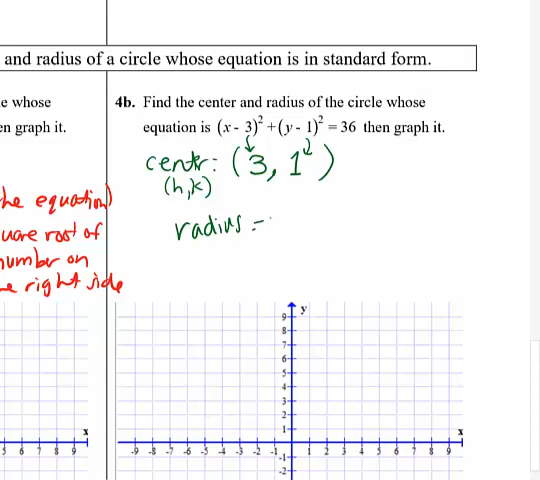 and radius of a circle whose equation is in standard form.
e whose
en graph it.
4b. Find the center and radius of the circle whose
equation is (x - 3)² + (y - 1)² = 36 then graph it.
center: (3, 1)
(h,k)
radius =
he equation)
uare root of
number on
e right side
y
9
8
7
6
5
4
3
2
1
x
5 6 7 8 9
-9 -8 -7 -6 -5 -4 -3 -2 -1 1 2 3 4 5 6 7 8 9
x
-1
-2